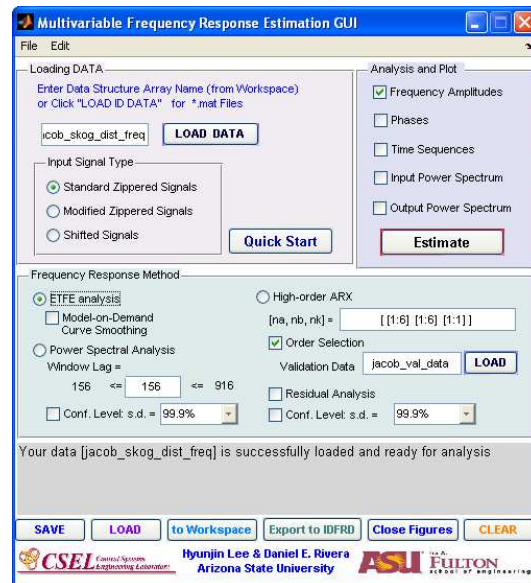 Multivariable Frequency Response Estimation GUI
File Edit
Loading DATA
Enter Data Structure Array Name (from Workspace)
or Click "LOAD ID DATA" for *.mat Files
cob_skog_dist_freq
LOAD DATA
Input Signal Type
Standard Zippered Signals
Modified Zippered Signals
Shifted Signals
Quick Start
Analysis and Plot
Frequency Amplitudes
Phases
Time Sequences
Input Power Spectrum
Output Power Spectrum
Estimate
Frequency Response Method
ETFE analysis
Model-on-Demand
Curve Smoothing
Power Spectral Analysis
Window Lag =
156 <= 156 <= 916
Conf. Level: s.d. = 99.9%
High-order ARX
[na, nb, nk] = [ [1:6] [1:6] [1:1] ]
Order Selection
Validation Data jacob_val_data LOAD
Residual Analysis
Conf. Level: s.d. = 99.9%
Your data [jacob_skog_dist_freq] is successfully loaded and ready for analysis
SAVE LOAD to Workspace Export to IDFRD Close Figures CLEAR
CSEL Control Systems
Engineering Laboratory
Hyunjin Lee & Daniel E. Rivera
Arizona State University
ASU Ira A.
FULTON
school of engineering